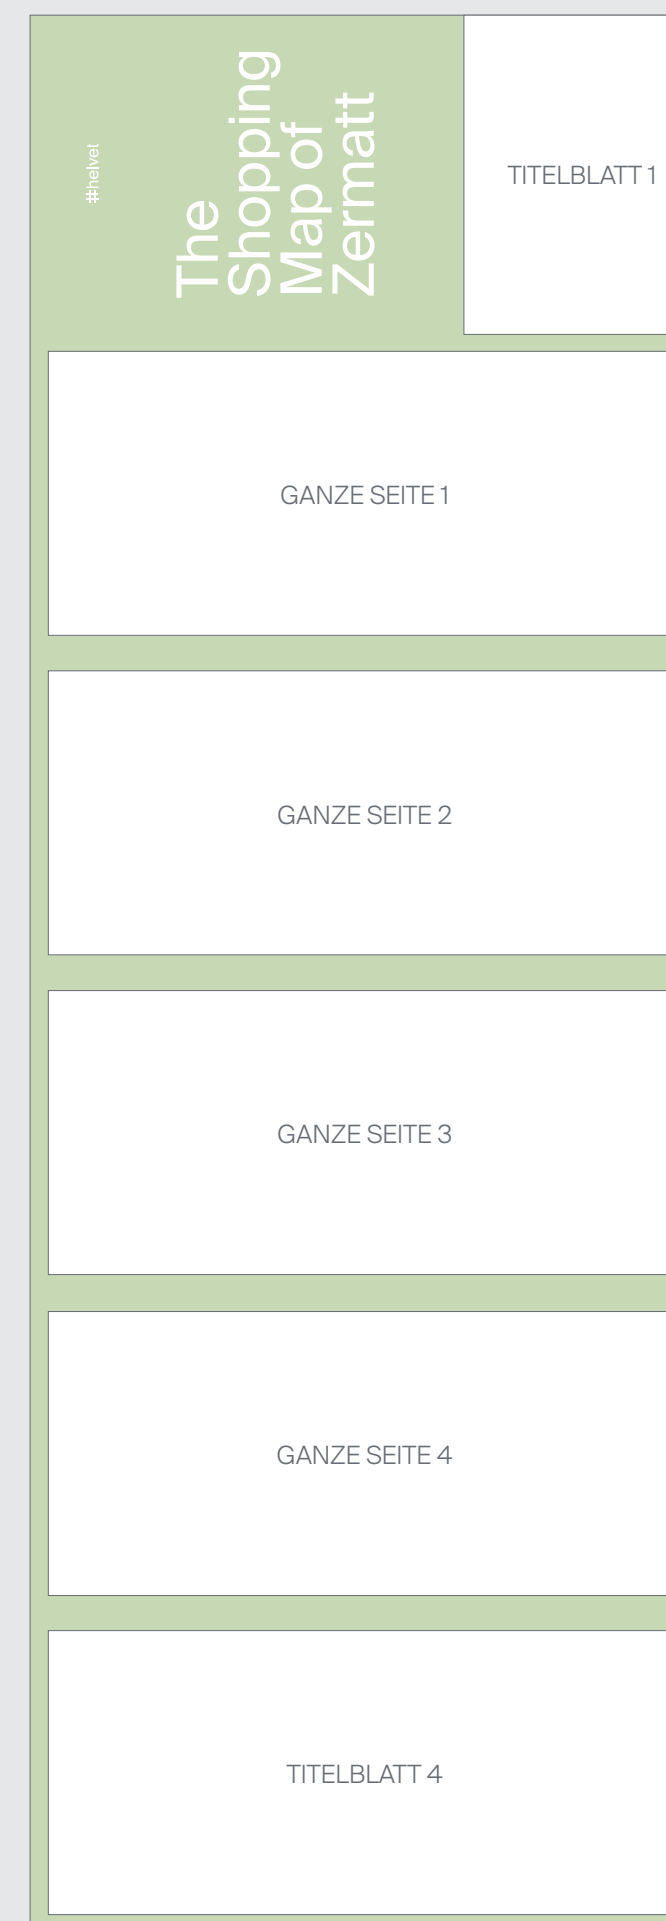 #helvet
The
Shopping
Map of
Zermatt
TITELBLATT 1
GANZE SEITE 1
GANZE SEITE 2
GANZE SEITE 3
GANZE SEITE 4
TITELBLATT 4